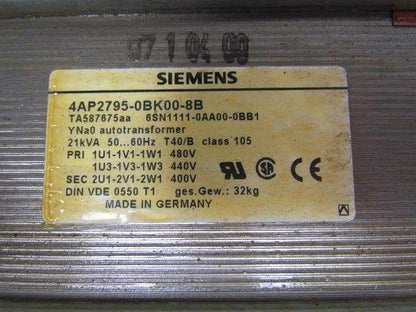 07 1 04 00
SIEMENS
4AP2795-0BK00-8B
TA587675aa 6SN1111-0AA00-0BB1
YNa0 autotransformer
21kVA 50...60Hz T40/B class 105
PRI 1U1-1V1-1W1 480V
1U3-1V3-1W3 440V
SEC 2U1-2V1-2W1 400V
DIN VDE 0550 T1 ges.Gew.: 32kg
MADE IN GERMANY